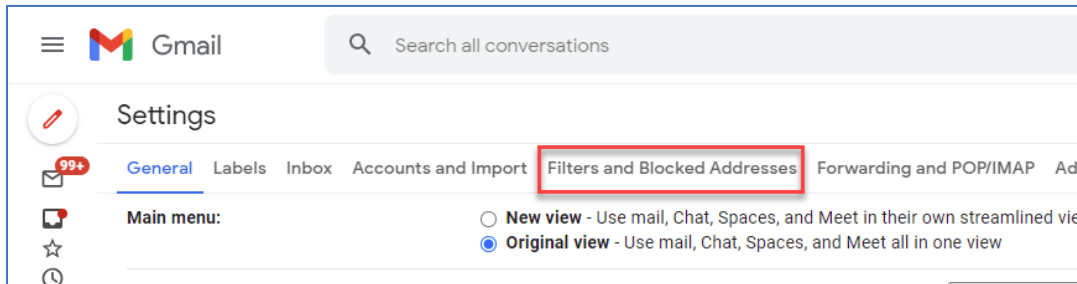 Gmail
Search all conversations
Settings
99+
General Labels Inbox Accounts and Import Filters and Blocked Addresses Forwarding and POP/IMAP Ad
Main menu:
New view - Use mail, Chat, Spaces, and Meet in their own streamlined vie
Original view - Use mail, Chat, Spaces, and Meet all in one view